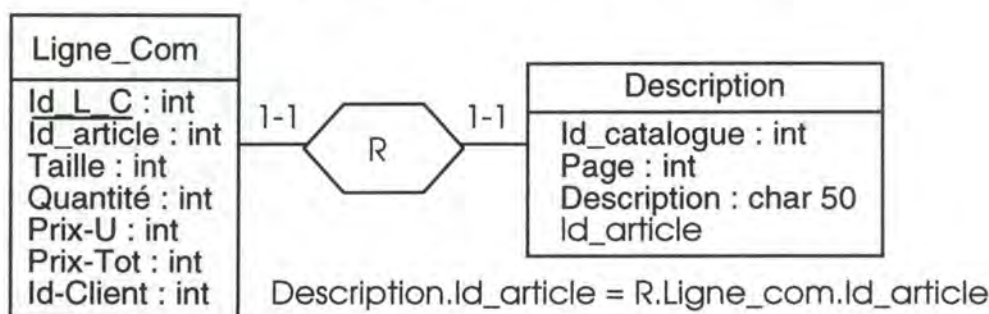 Ligne_Com
Id_L_C : int
Id_article : int
Taille : int
Quantité : int
Prix-U : int
Prix-Tot : int
Id-Client : int
1-1
R
1-1
Description
Id_catalogue : int
Page : int
Description : char 50
Id_article
Description.Id_article = R.Ligne_com.Id_article